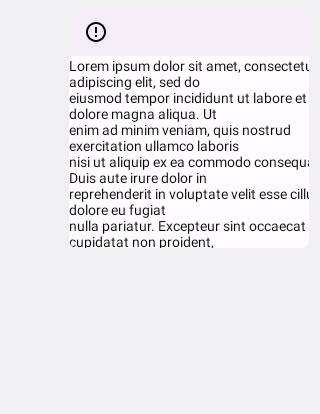 Lorem ipsum dolor sit amet, consectetu
adipiscing elit, sed do
eiusmod tempor incididunt ut labore et
dolore magna aliqua. Ut
enim ad minim veniam, quis nostrud
exercitation ullamco laboris
nisi ut aliquip ex ea commodo consequa
Duis aute irure dolor in
reprehenderit in voluptate velit esse cillu
dolore eu fugiat
nulla pariatur. Excepteur sint occaecat
cupidatat non proident,